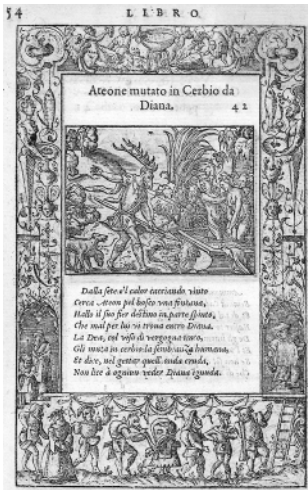 54
LIBRO
Ateone mutato in Cerbio da
Diana. 42
Dalla sete e'l calor cacciando vinto
Cerca Ateon pel bosco una fontana,
Hallo il suo fier destino in parte spinto,
Che mal per lui vi trova entro Diana.
La Dea, col viso di vergogna tinto,
Gli muta in cerbio la sembianza humana,
Et dice, nel gettar quell'onda cruda,
Non lice à ogniun veder Diana ignuda.